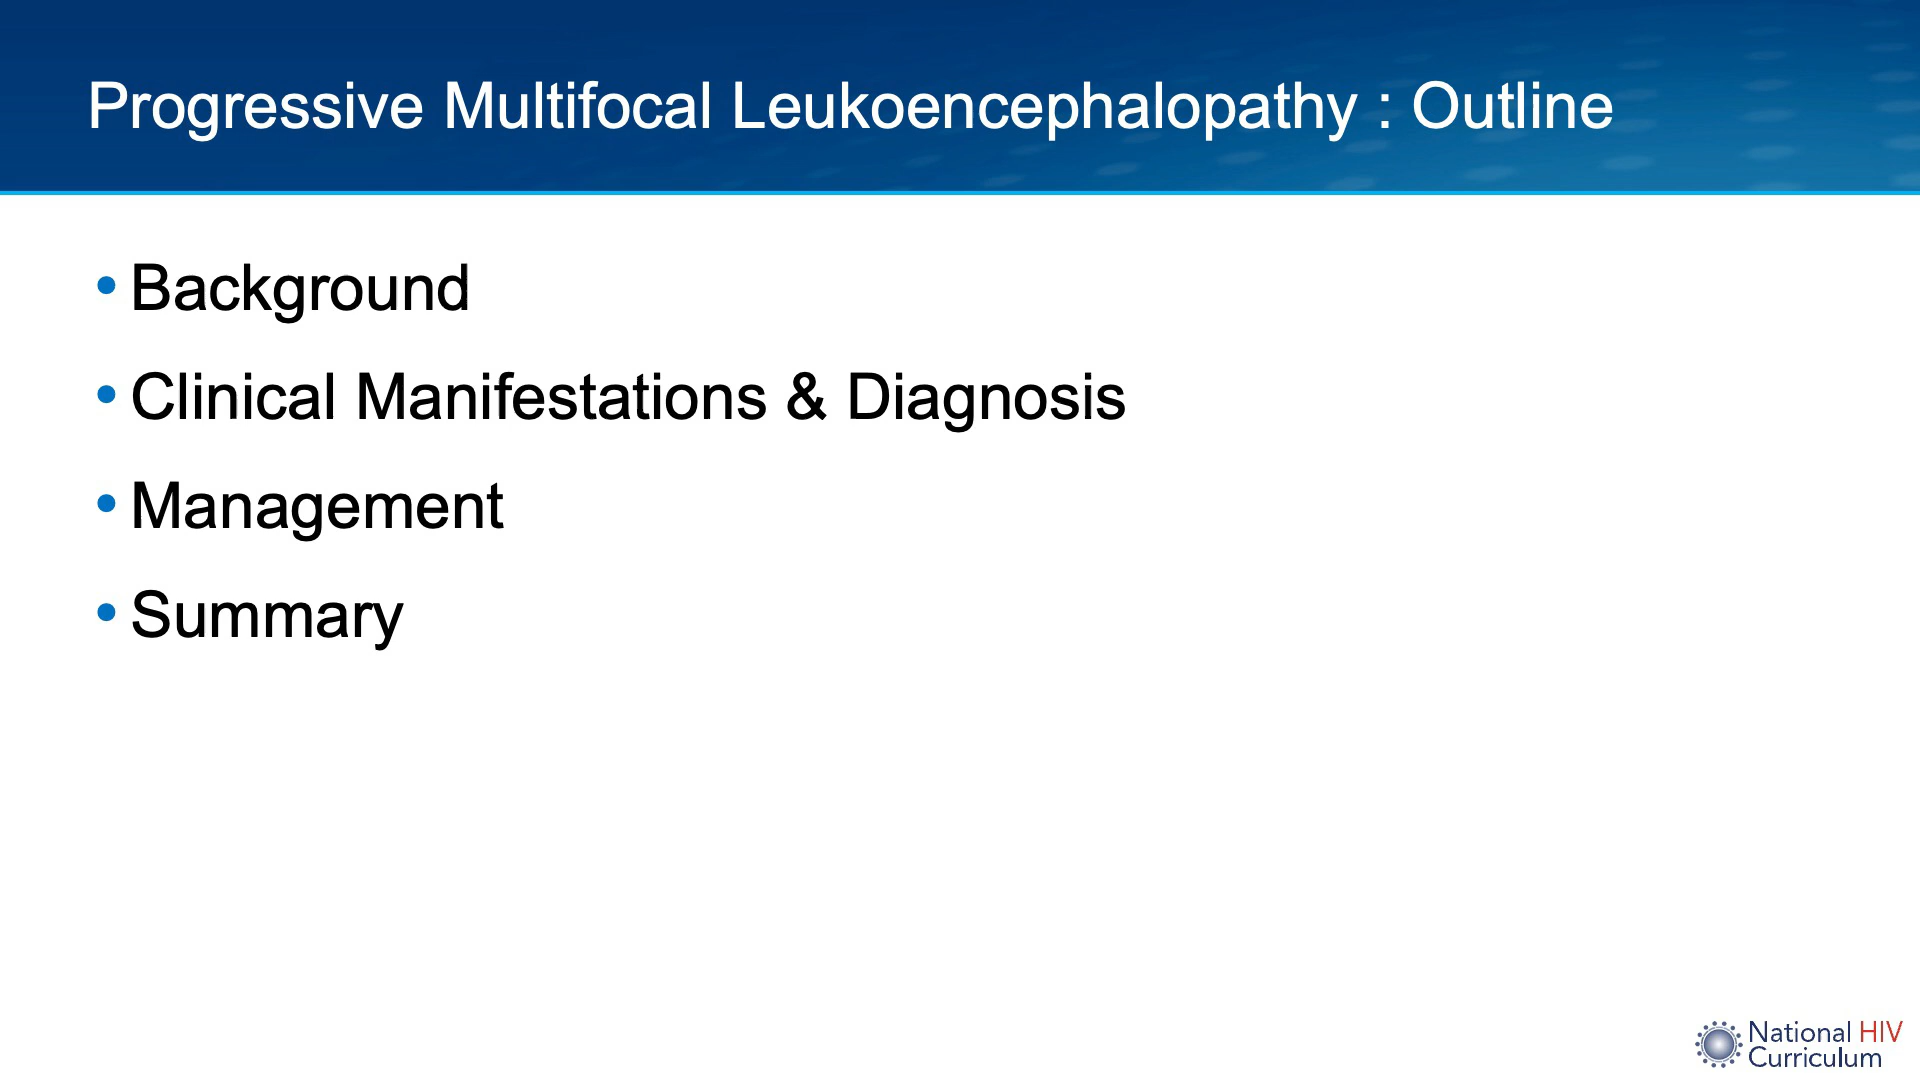 Progressive Multifocal Leukoencephalopathy : Outline
• Background
• Clinical Manifestations & Diagnosis
• Management
• Summary
National HIV
Curriculum